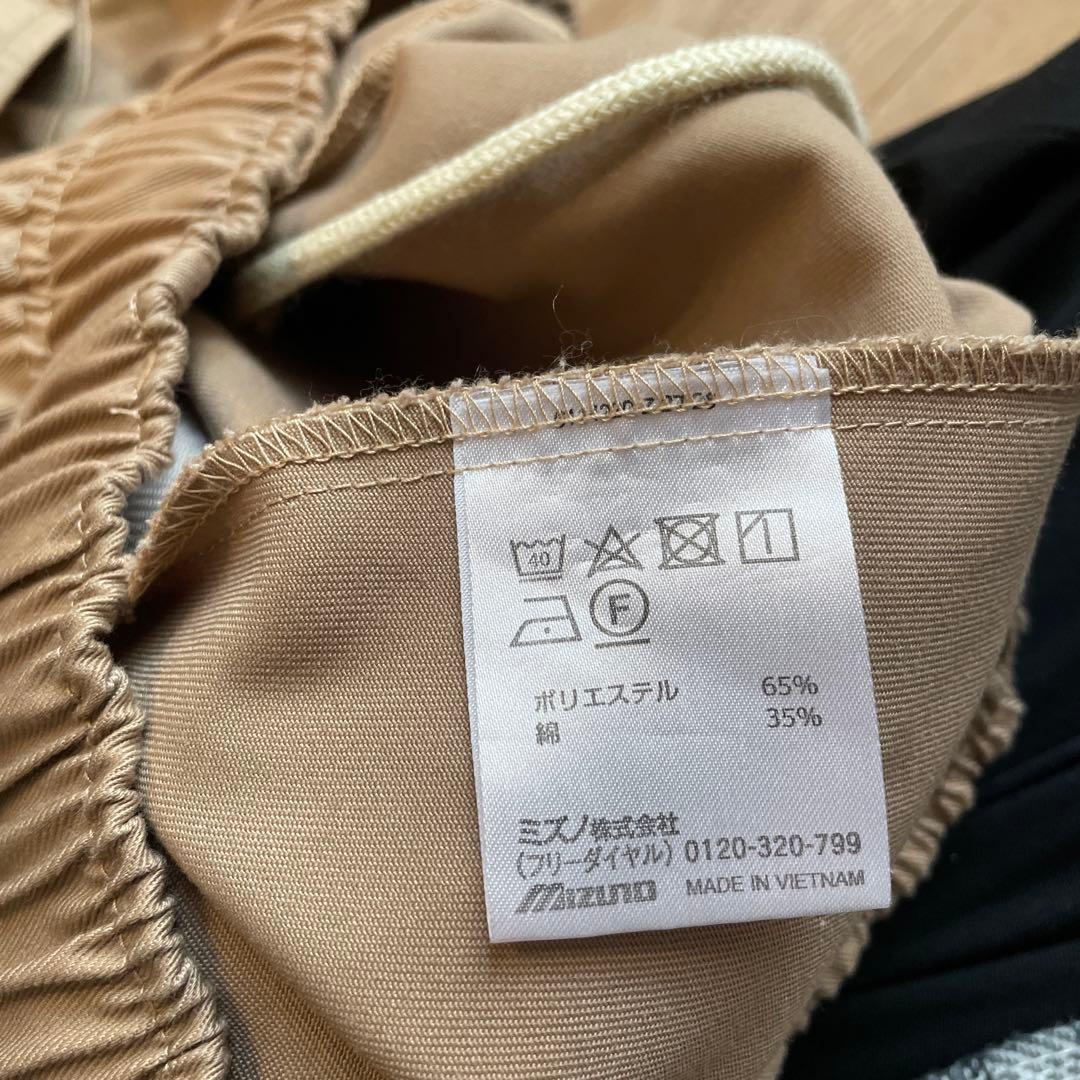 40
F
ポリエステル 65%
綿 35%
ミズノ株式会社
(フリーダイヤル) 0120-320-799
Mizuno MADE IN VIETNAM